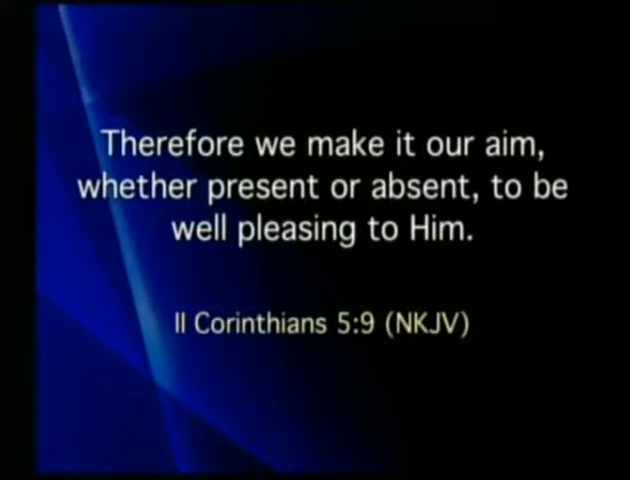 Therefore we make it our aim,
whether present or absent, to be
well pleasing to Him.
II Corinthians 5:9 (NKJV)